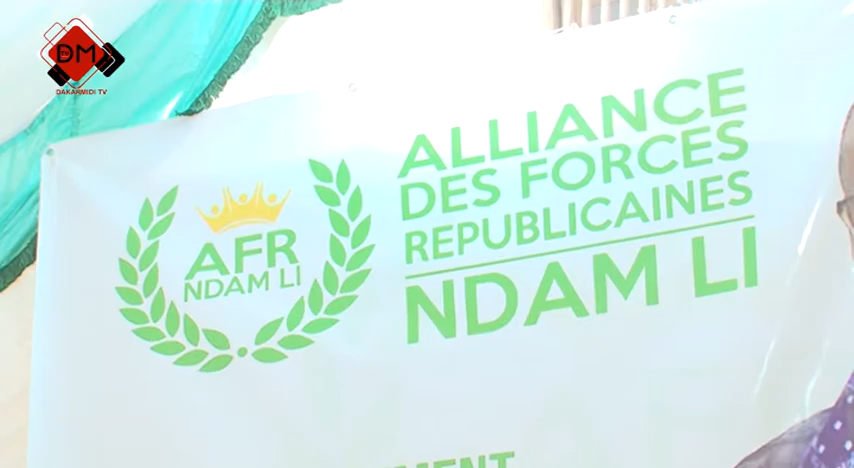 DM
DAKARMIDI TV
ALLIANCE
DES FORCES
REPUBLICAINES
NDAM LI
AFR
NDAM LI